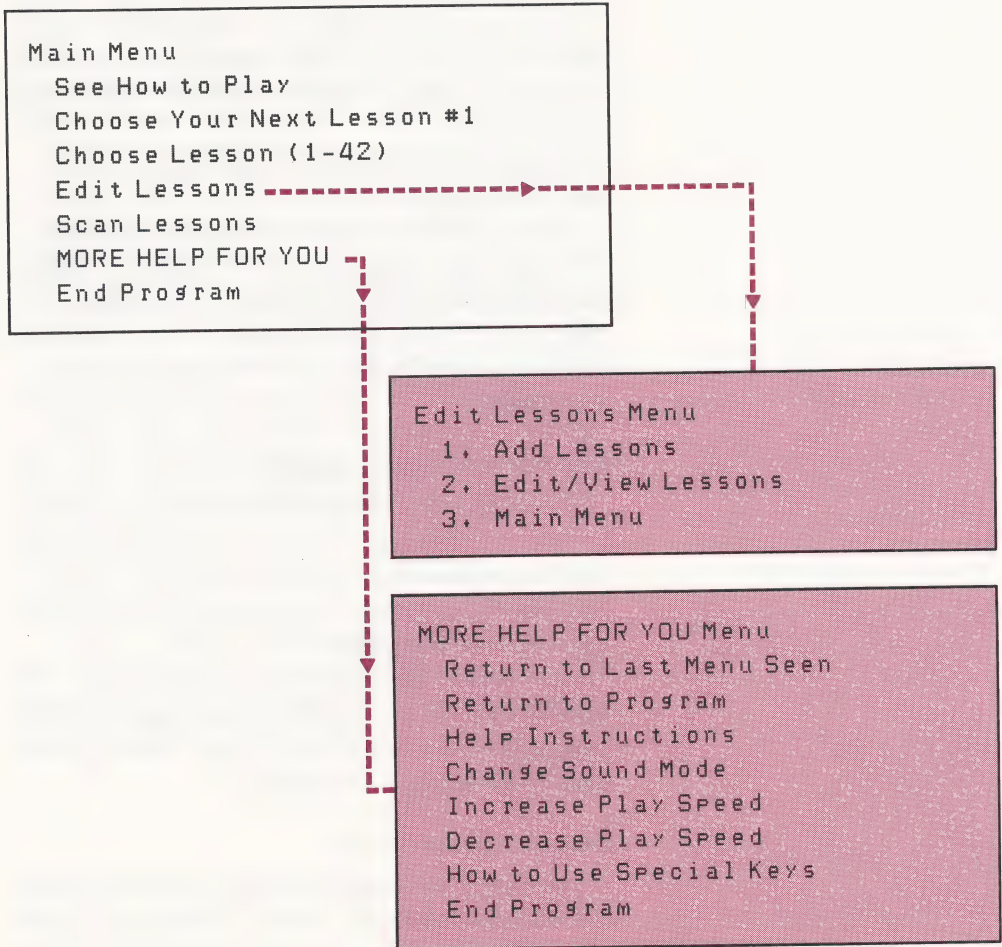 Main Menu
See How to Play
Choose Your Next Lesson #1
Choose Lesson (1-42)
Edit Lessons
Scan Lessons
MORE HELP FOR YOU
End Program
Edit Lessons Menu
1. Add Lessons
2. Edit/View Lessons
3. Main Menu
MORE HELP FOR YOU Menu
Return to Last Menu Seen
Return to Program
Help Instructions
Change Sound Mode
Increase Play Speed
Decrease Play Speed
How to Use Special Keys
End Program